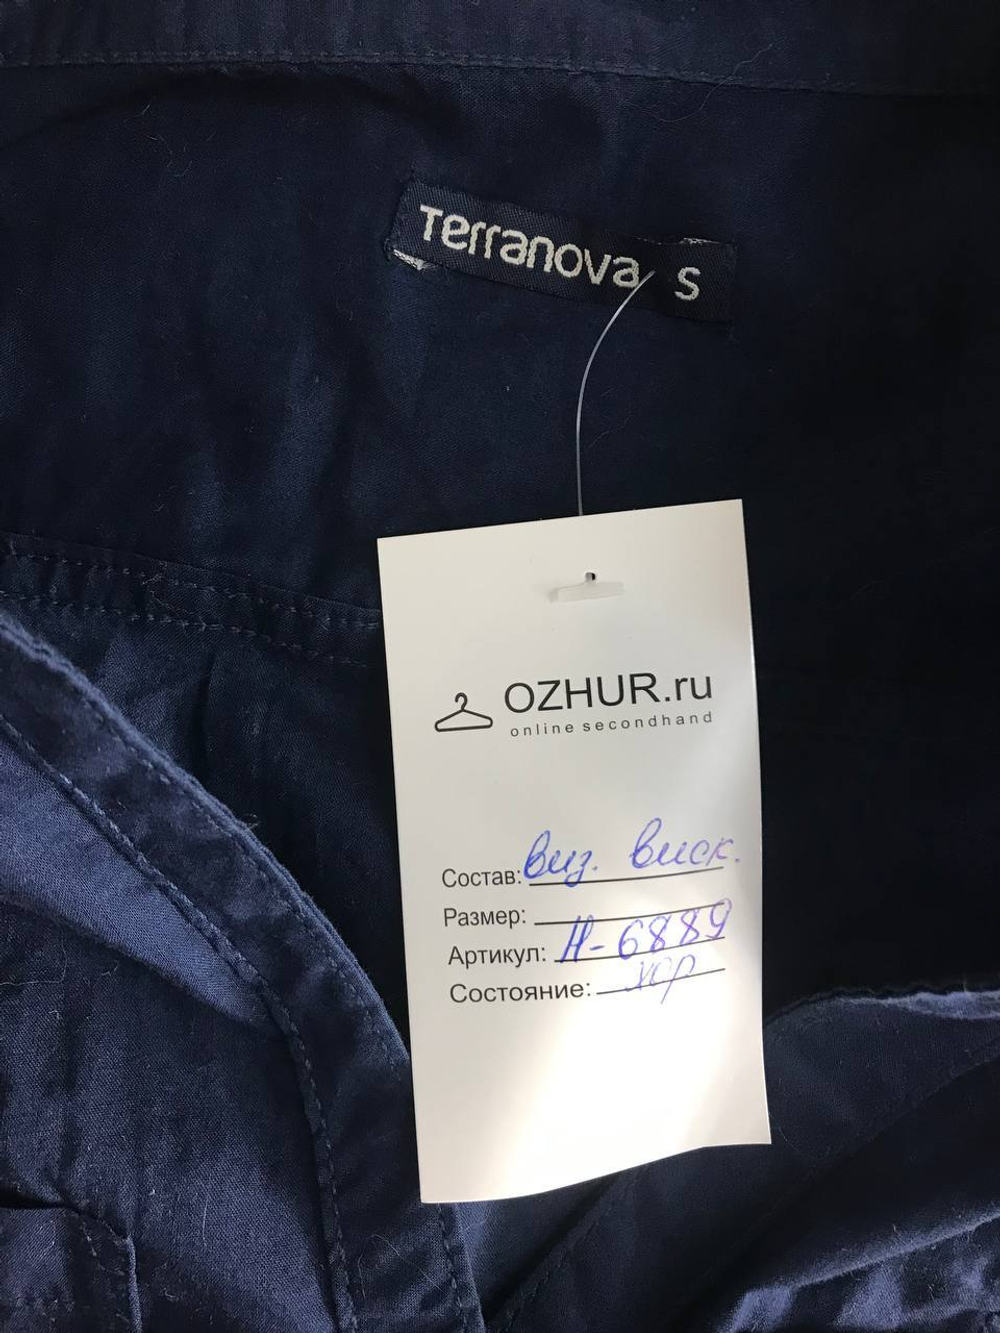 Terranova S
OZHUR.ru
online secondhand
Состав: виз. виск.
Размер:
Артикул: Н-6889
Состояние: хор